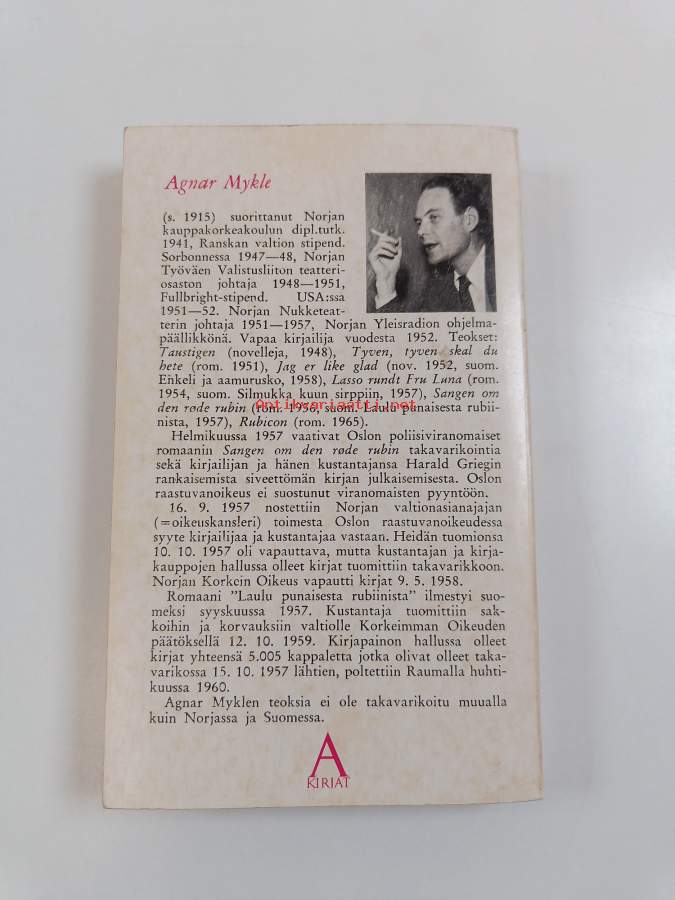 Agnar Mykle
(s. 1915) suorittanut Norjan
kauppakorkeakoulun dipl.tutk.
1941, Ranskan valtion stipend.
Sorbonnessa 1947—48, Norjan
Työväen Valistusliiton teatteri-
osaston johtaja 1948—1951,
Fullbright-stipend. USA:ssa
1951—52. Norjan Nukketeat-
terin johtaja 1951—1957, Norjan Yleisradion ohjelma-
päällikkönä. Vapaa kirjailija vuodesta 1952. Teokset:
Taustigen (novelleja, 1948), Tyven, tyven skal du
hete (rom. 1951), Jag er like glad (nov. 1952, suom.
Enkeli ja aamurusko, 1958), Lasso rundt Fru Luna (rom.
1954, suom. Silmukka kuun sirppiin, 1957), Sangen om
den røde rubin (rom. 1956, suom. Laulu punaisesta rubii-
nista, 1957), Rubicon (rom. 1965).
Antikvariaatti.net
Helmikuussa 1957 vaativat Oslon poliisiviranomaiset
romaanin Sangen om den røde rubin takavarikointia
sekä kirjailijan ja hänen kustantajansa Harald Griegin
rankaisemista siveettömän kirjan julkaisemisesta. Oslon
raastuvanoikeus ei suostunut viranomaisten pyyntöön.
16. 9. 1957 nostettiin Norjan valtionasianajajan
(=oikeuskansleri) toimesta Oslon raastuvanoikeudessa
syyte kirjailijaa ja kustantajaa vastaan. Heidän tuomionsa
10. 10. 1957 oli vapauttava, mutta kustantajan ja kirja-
kauppojen hallussa olleet kirjat tuomittiin takavarikkoon.
Norjan Korkein Oikeus vapautti kirjat 9. 5. 1958.
Romaani "Laulu punaisesta rubiinista" ilmestyi suo-
meksi syyskuussa 1957. Kustantaja tuomittiin sak-
koihin ja korvauksiin valtiolle Korkeimman Oikeuden
päätöksellä 12. 10. 1959. Kirjapainon hallussa olleet
kirjat yhteensä 5.005 kappaletta jotka olivat olleet taka-
varikossa 15. 10. 1957 lähtien, poltettiin Raumalla huhti-
kuussa 1960.
Agnar Myklen teoksia ei ole takavarikoitu muualla
kuin Norjassa ja Suomessa.
A
KIRJAT